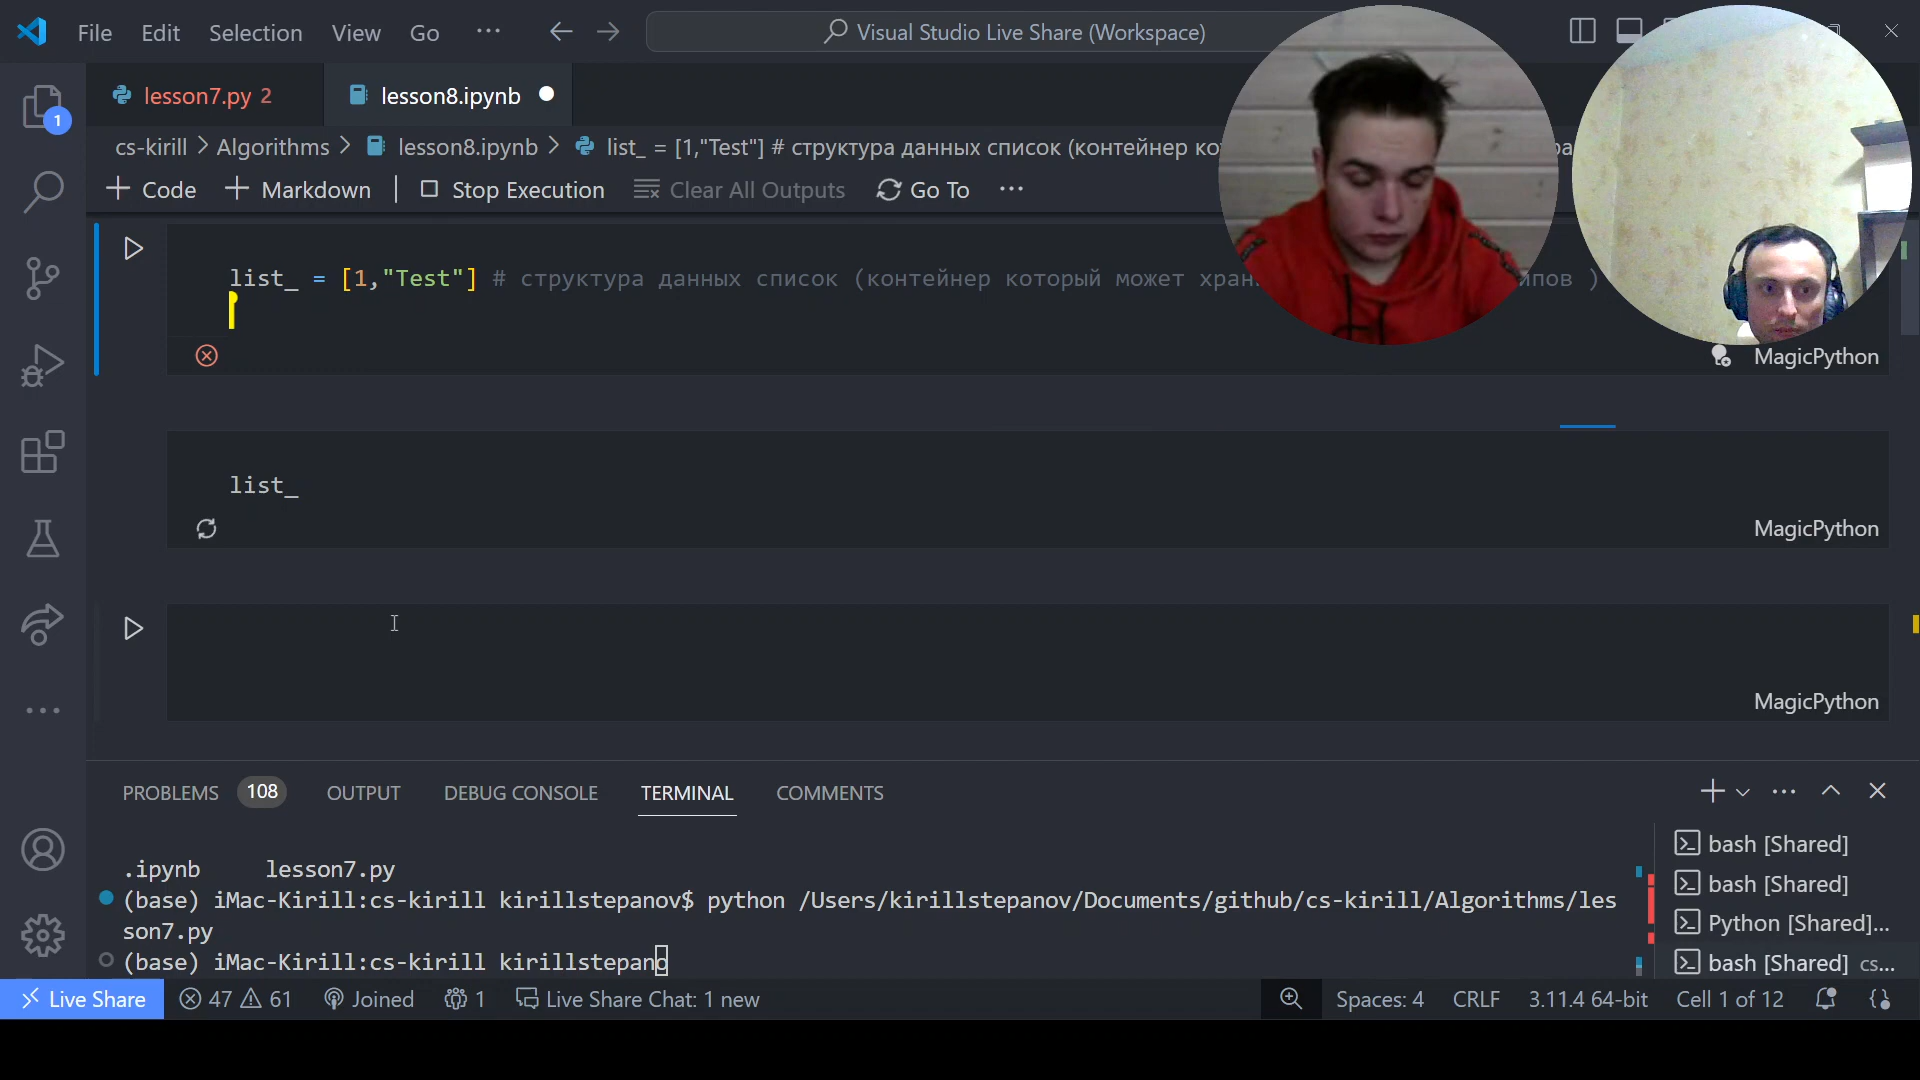 File Edit Selection View Go ··· Visual Studio Live Share (Workspace)
lesson7.py 2 lesson8.ipynb
1
cs-kirill > Algorithms > lesson8.ipynb > list_ = [1,"Test"] # структура данных список (контейнер
+ Code + Markdown | Stop Execution Clear All Outputs Go To ···
list_ = [1,"Test"] # структура данных список (контейнер который может )
MagicPython
list_
MagicPython
MagicPython
PROBLEMS 108 OUTPUT DEBUG CONSOLE TERMINAL COMMENTS
.ipynb lesson7.py
(base) iMac-Kirill:cs-kirill kirillstepanov$ python /Users/kirillstepanov/Documents/github/cs-kirill/Algorithms/les
son7.py
(base) iMac-Kirill:cs-kirill kirillstepano
bash [Shared]
bash [Shared]
Python [Shared]...
bash [Shared] cs...
Live Share 47 61 Joined 1 Live Share Chat: 1 new Spaces: 4 CRLF 3.11.4 64-bit Cell 1 of 12